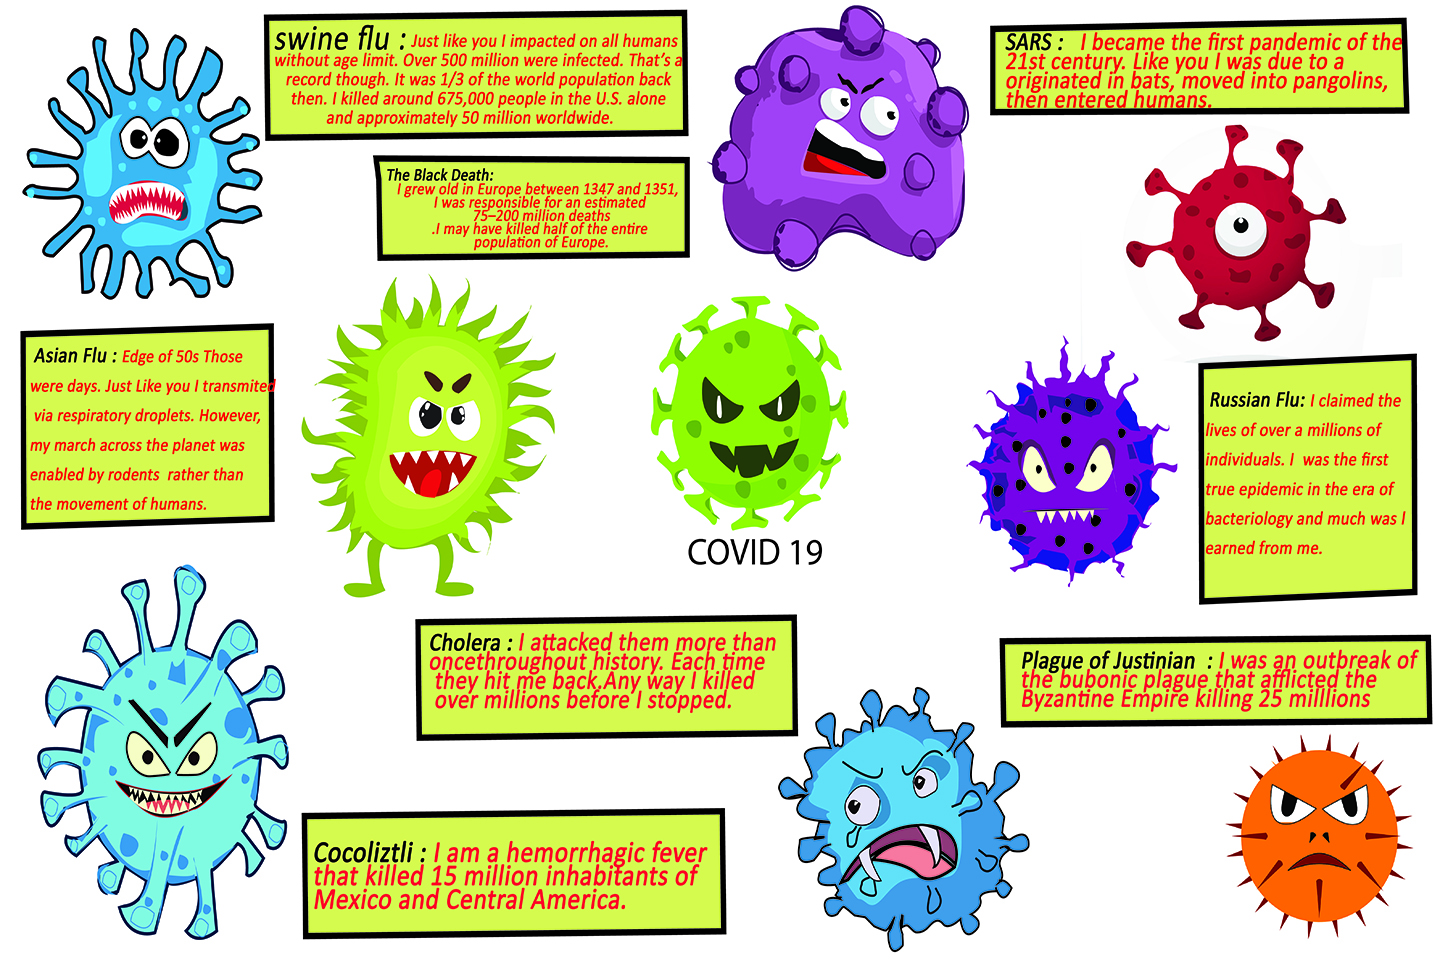 swine flu : Just like you I impacted on all humans
without age limit. Over 500 million were infected. That's a
record though. It was 1/3 of the world population back
then. I killed around 675,000 people in the U.S. alone
and approximately 50 million worldwide.
SARS : I became the first pandemic of the
21st century. Like you I was due to a
originated in bats, moved into pangolins,
then entered humans.
The Black Death:
I grew old in Europe between 1347 and 1351,
I was responsible for an estimated
75–200 million deaths
.I may have killed half of the entire
population of Europe.
Asian Flu : Edge of 50s Those
were days. Just Like you I transmited
via respiratory droplets. However,
my march across the planet was
enabled by rodents rather than
the movement of humans.
COVID 19
Russian Flu: I claimed the
lives of over a millions of
individuals. I was the first
true epidemic in the era of
bacteriology and much was l
earned from me.
Cholera : I attacked them more than
oncethroughout history. Each time
they hit me back.Any way I killed
over millions before I stopped.
Plague of Justinian : I was an outbreak of
the bubonic plague that afflicted the
Byzantine Empire killing 25 milllions
Cocoliztli : I am a hemorrhagic fever
that killed 15 million inhabitants of
Mexico and Central America.